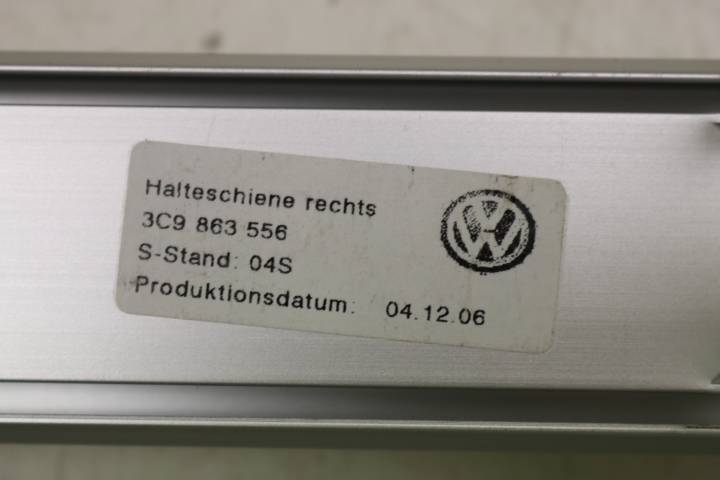 Halteschiene rechts
3C9 863 556
S-Stand: 04S
Produktionsdatum: 04.12.06